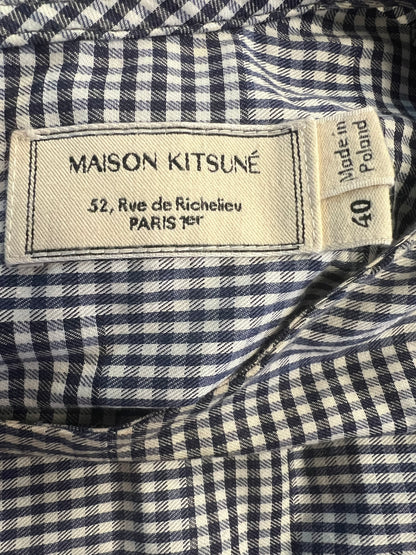 MAISON KITSUNÉ
52, Rue de Richelieu
PARIS 1er
40
Made in
Poland